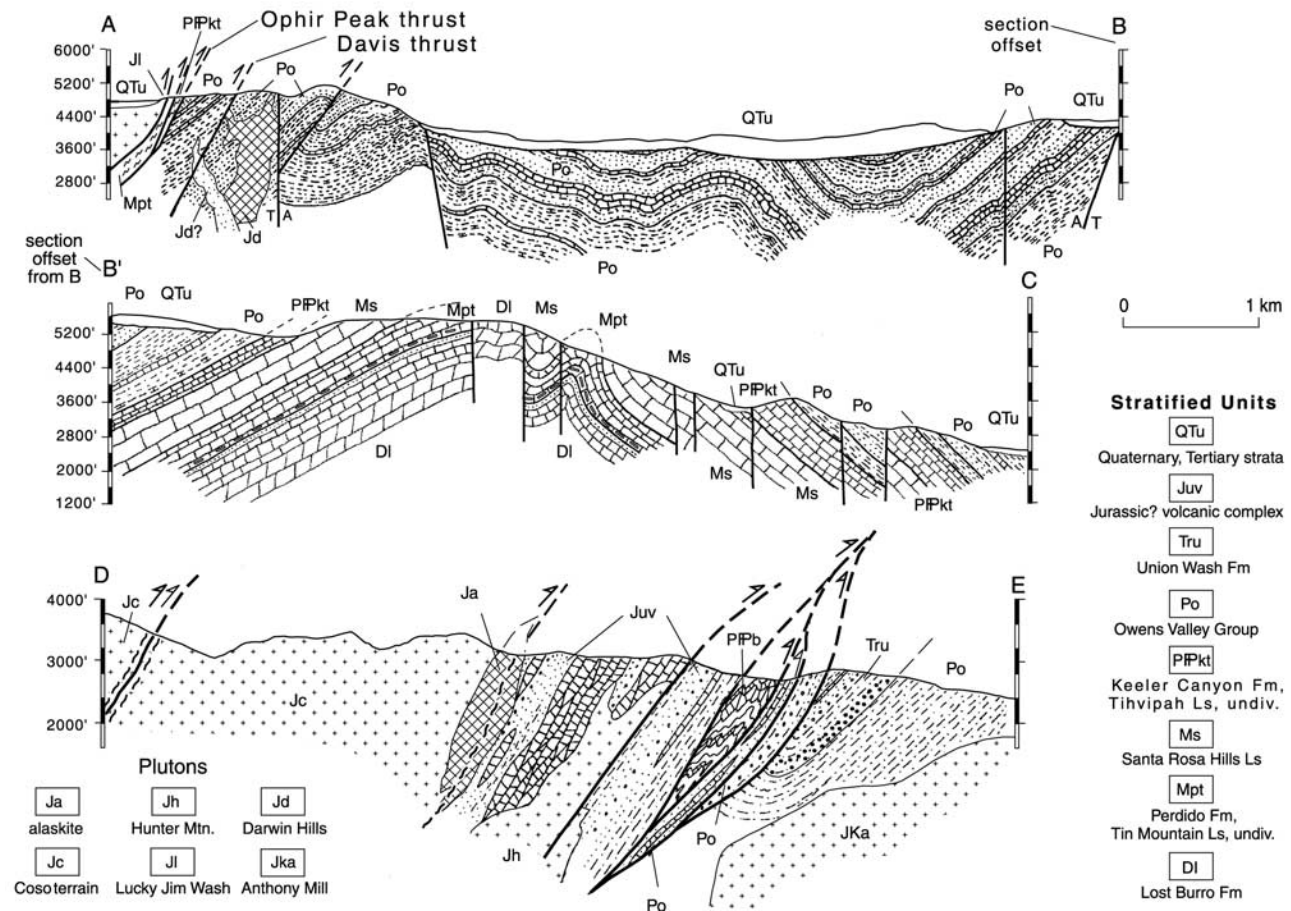 A
PIPkt
Ophir Peak thrust
Davis thrust
section
offset
B
6000'
5200'
4400'
3600'
2800'
Jl
QTu
Po
Po
Po
QTu
Po
QTu
Mpt
Jd?
Jd
T A
Po
Po
A T
Po
section
offset
from B
B'
C
Po QTu
Po
PIPkt
Ms
Mpt
Dl
Ms
Mpt
Ms
QTu
PIPkt
Po
Po
Po
QTu
5200'
4400'
3600'
2800'
2000'
1200'
Dl
Dl
Ms
Ms
PIPkt
0 1 km
D
E
4000'
3000'
2000'
Jc
Jc
Ja
Juv
PIPb
Tru
Po
Jh
Po
Po
JKa
Plutons
Ja
alaskite
Jh
Hunter Mtn.
Jd
Darwin Hills
Jc
Coso terrain
Jl
Lucky Jim Wash
Jka
Anthony Mill
Stratified Units
QTu
Quaternary, Tertiary strata
Juv
Jurassic? volcanic complex
Tru
Union Wash Fm
Po
Owens Valley Group
PIPkt
Keeler Canyon Fm,
Tihvipah Ls, undiv.
Ms
Santa Rosa Hills Ls
Mpt
Perdido Fm,
Tin Mountain Ls, undiv.
Dl
Lost Burro Fm